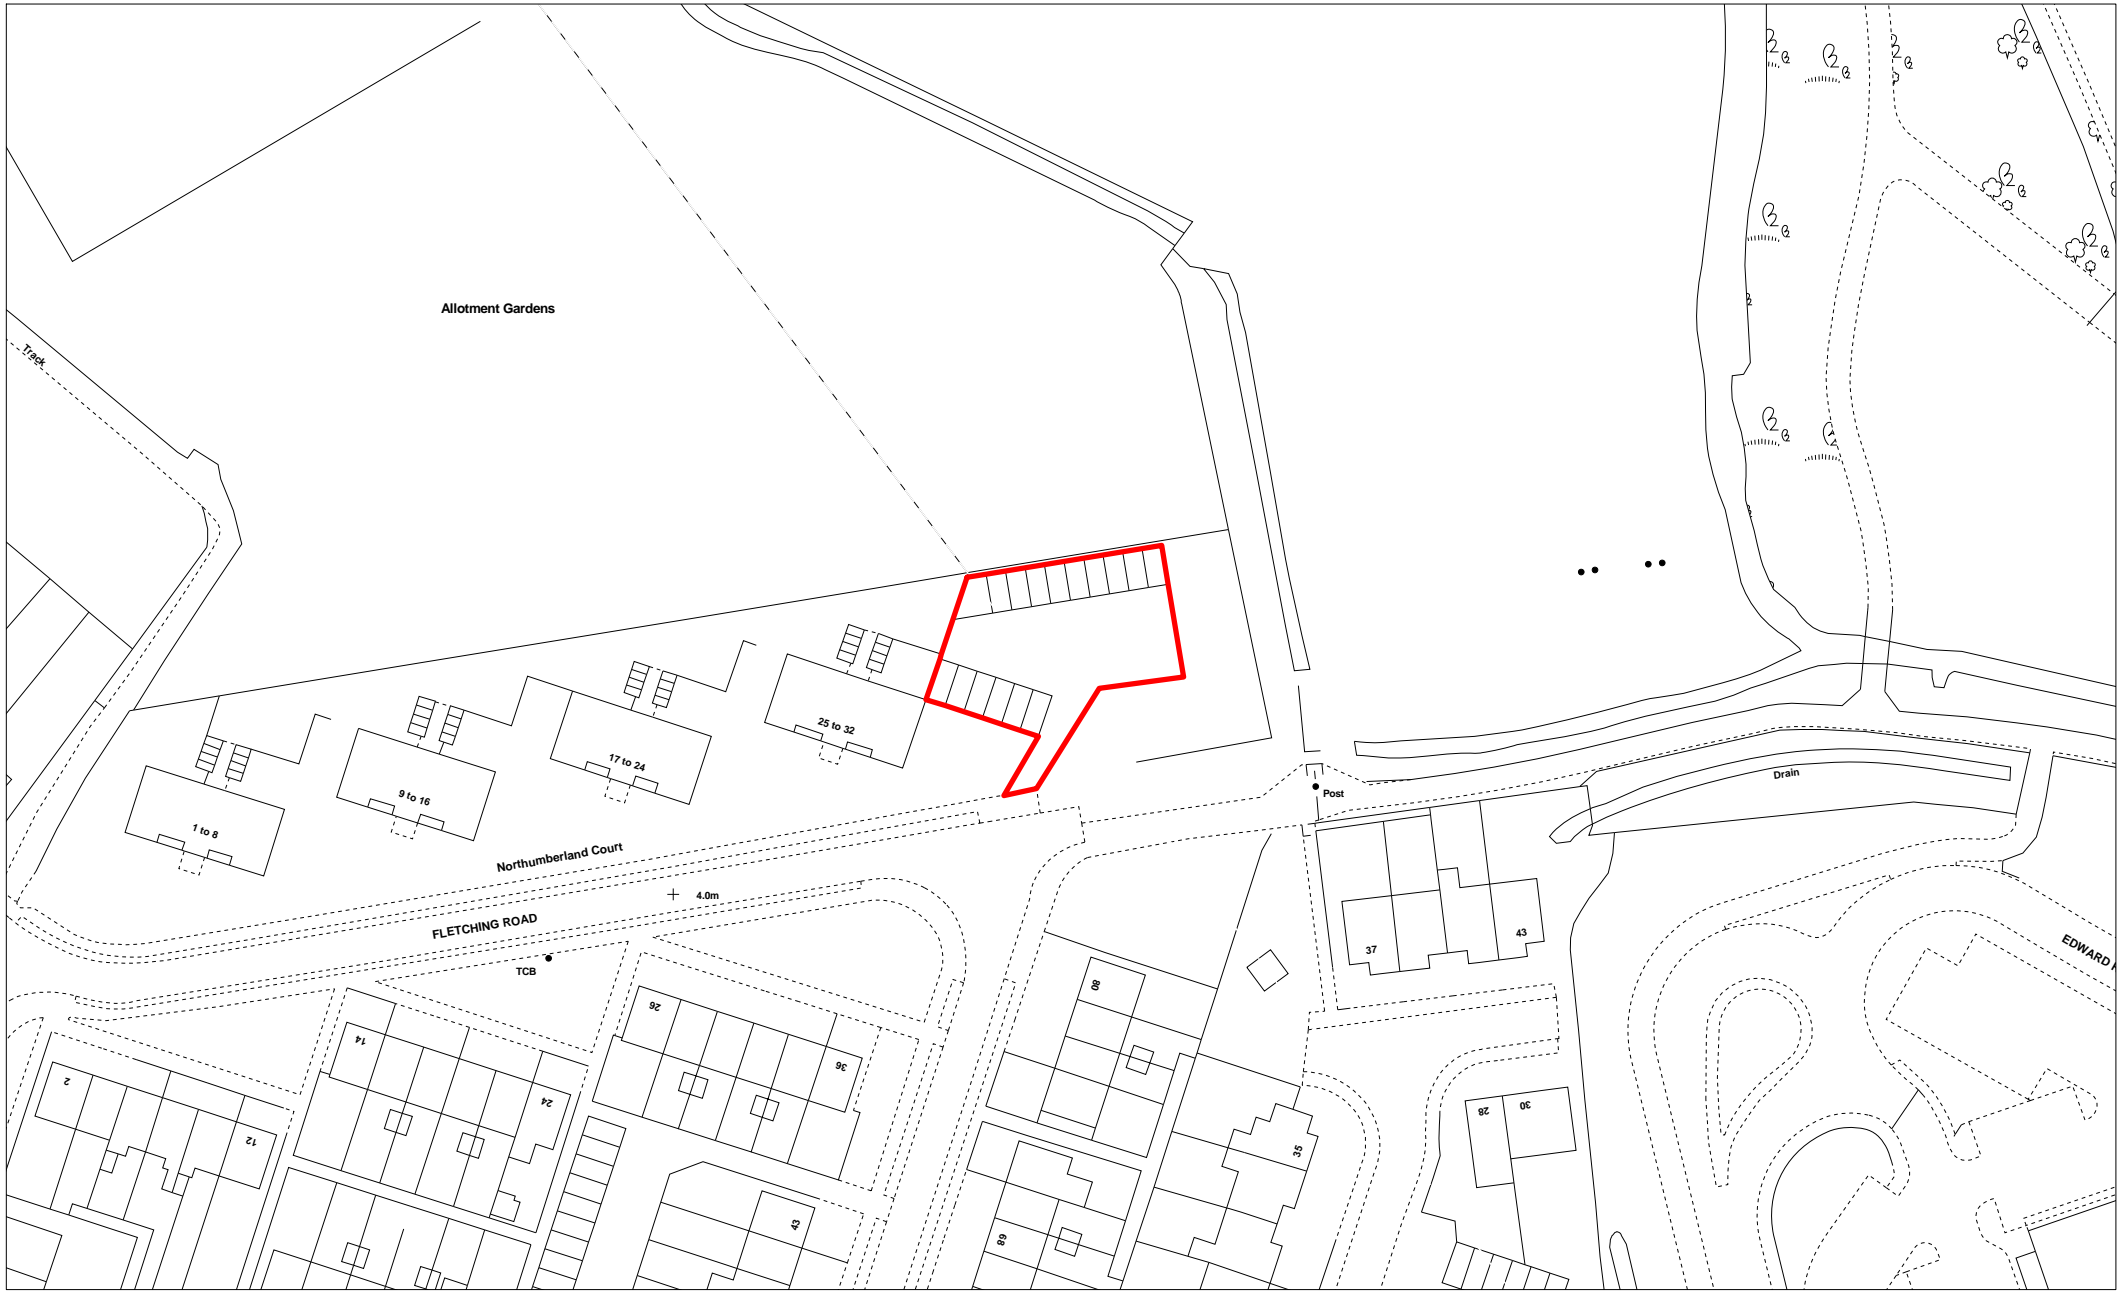 Allotment Gardens
Track
25 to 32
17 to 24
9 to 16
1 to 8
Northumberland Court
FLETCHING ROAD
4.0m
TCB
Post
Drain
37
43
EDWARD
80
26
36
14
24
2
12
28
30
35
43
89